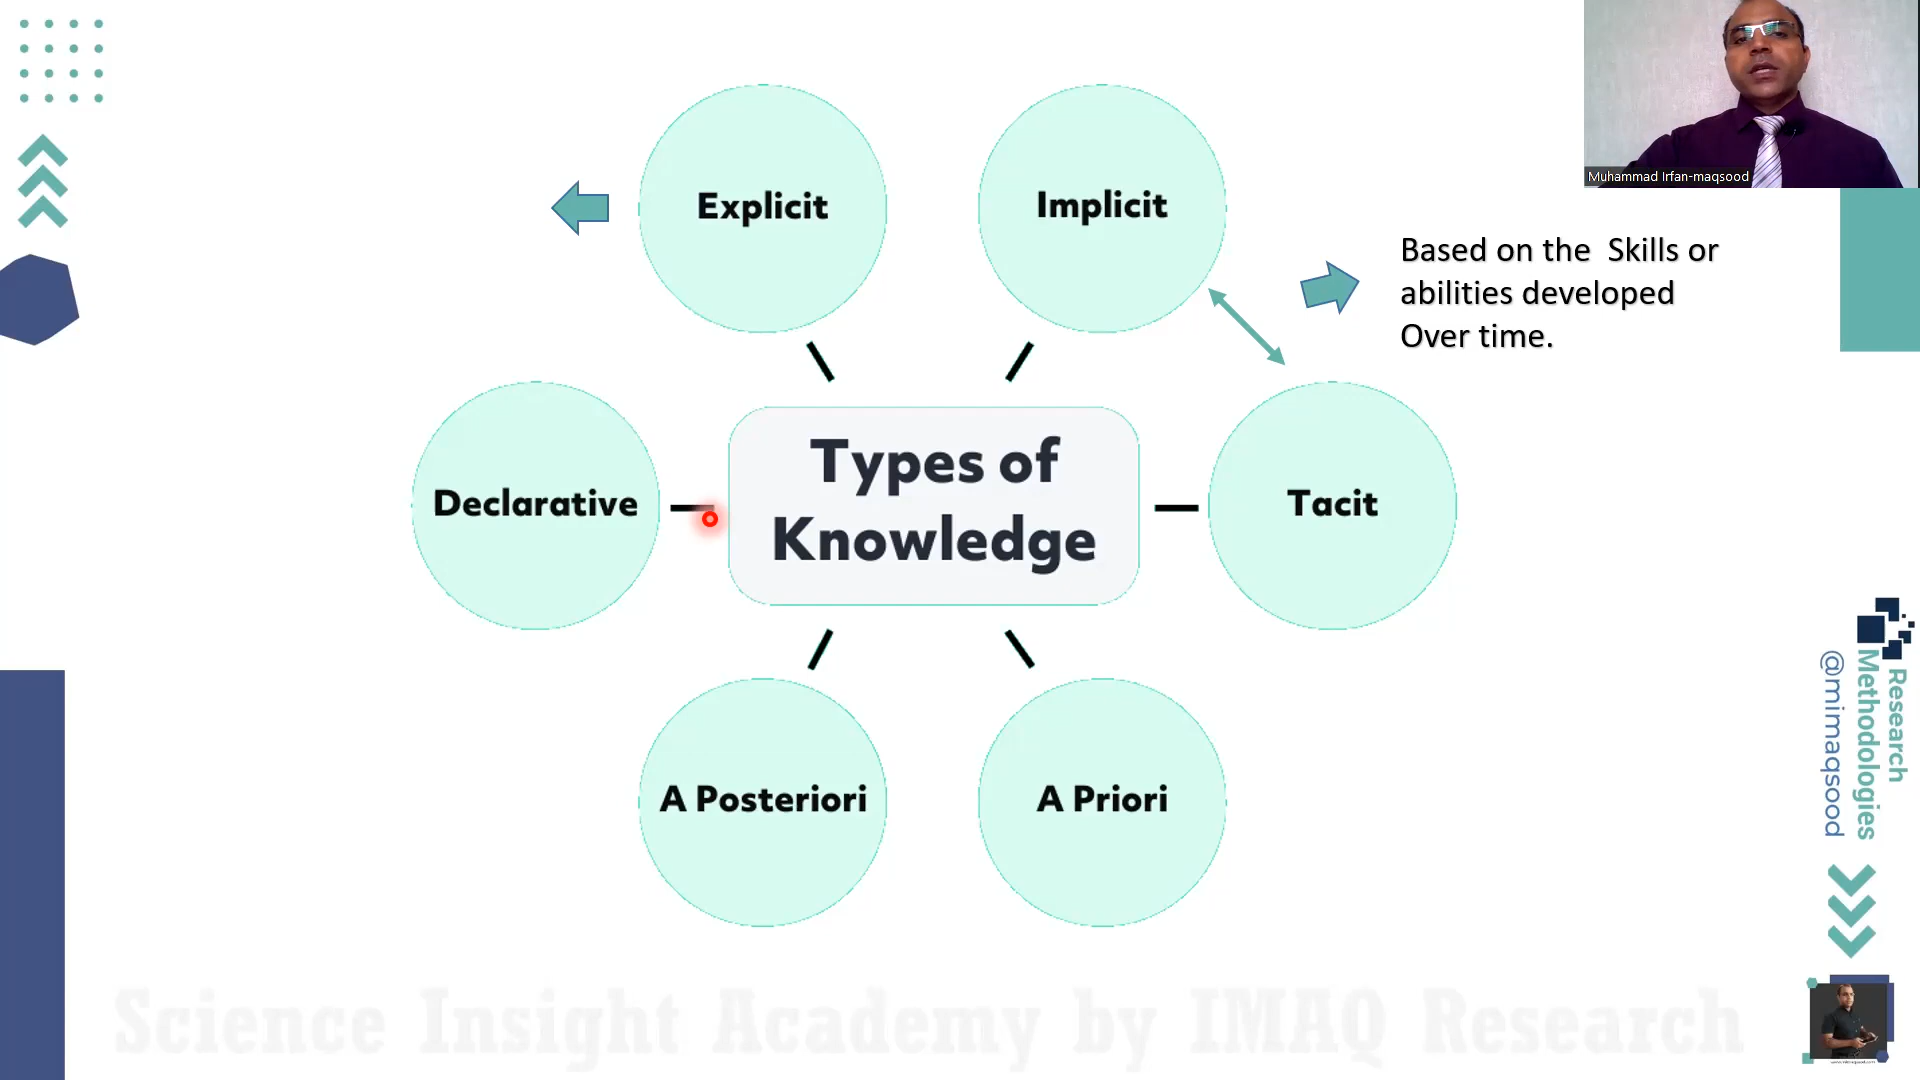 Muhammad Irfan-maqsood
Explicit
Implicit
Based on the Skills or
abilities developed
Over time.
Declarative
Types of
Knowledge
Tacit
A Posteriori
A Priori
Research
Methodologies
@mimaqsood
Science Insight Academy by IMAQ Research